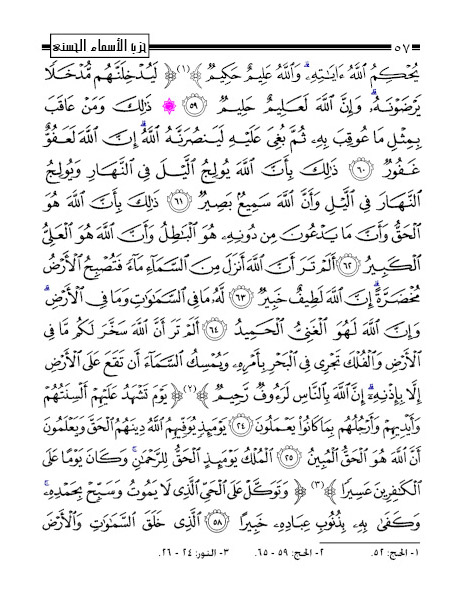 ٥٧ حزب الأسماء الحسنى
يُحْكِمُ ٱللَّهُ ءَايَٰتِهِۦۗ وَٱللَّهُ عَلِيمٌ حَكِيمٌ (١)﴾ ﴿ لَيُدْخِلَنَّهُم مُّدْخَلًا
يَرْضَوْنَهُۥۗ وَإِنَّ ٱللَّهَ لَعَلِيمٌ حَلِيمٌ ٥٩ ۞ ذَٰلِكَ وَمَنْ عَاقَبَ
بِمِثْلِ مَا عُوقِبَ بِهِۦ ثُمَّ بُغِىَ عَلَيْهِ لَيَنصُرَنَّهُ ٱللَّهُۗ إِنَّ ٱللَّهَ لَعَفُوٌّ
غَفُورٌ ٦٠ ذَٰلِكَ بِأَنَّ ٱللَّهَ يُولِجُ ٱلَّيْلَ فِى ٱلنَّهَارِ وَيُولِجُ
ٱلنَّهَارَ فِى ٱلَّيْلِ وَأَنَّ ٱللَّهَ سَمِيعٌۢ بَصِيرٌ ٦١ ذَٰلِكَ بِأَنَّ ٱللَّهَ هُوَ
ٱلْحَقُّ وَأَنَّ مَا يَدْعُونَ مِن دُونِهِۦ هُوَ ٱلْبَٰطِلُ وَأَنَّ ٱللَّهَ هُوَ ٱلْعَلِىُّ
ٱلْكَبِيرُ ٦٢ أَلَمْ تَرَ أَنَّ ٱللَّهَ أَنزَلَ مِنَ ٱلسَّمَآءِ مَآءً فَتُصْبِحُ ٱلْأَرْضُ
مُخْضَرَّةًۗ إِنَّ ٱللَّهَ لَطِيفٌ خَبِيرٌ ٦٣ لَّهُۥ مَا فِى ٱلسَّمَٰوَٰتِ وَمَا فِى ٱلْأَرْضِۗ
وَإِنَّ ٱللَّهَ لَهُوَ ٱلْغَنِىُّ ٱلْحَمِيدُ ٦٤ أَلَمْ تَرَ أَنَّ ٱللَّهَ سَخَّرَ لَكُم مَّا فِى
ٱلْأَرْضِ وَٱلْفُلْكَ تَجْرِى فِى ٱلْبَحْرِ بِأَمْرِهِۦ وَيُمْسِكُ ٱلسَّمَآءَ أَن تَقَعَ عَلَى ٱلْأَرْضِ
إِلَّا بِإِذْنِهِۦٓۗ إِنَّ ٱللَّهَ بِٱلنَّاسِ لَرَءُوفٌ رَّحِيمٌ (٢)﴾ ﴿ يَوْمَ تَشْهَدُ عَلَيْهِمْ أَلْسِنَتُهُمْ
وَأَيْدِيهِمْ وَأَرْجُلُهُم بِمَا كَانُوا۟ يَعْمَلُونَ ٢٤ يَوْمَئِذٍ يُوَفِّيهِمُ ٱللَّهُ دِينَهُمُ ٱلْحَقَّ وَيَعْلَمُونَ
أَنَّ ٱللَّهَ هُوَ ٱلْحَقُّ ٱلْمُبِينُ ٢٥ ٱلْمُلْكُ يَوْمَئِذٍ ٱلْحَقُّ لِلرَّحْمَٰنِۚ وَكَانَ يَوْمًا عَلَى
ٱلْكَٰفِرِينَ عَسِيرًا (٣)﴾ ﴿ وَتَوَكَّلْ عَلَى ٱلْحَىِّ ٱلَّذِى لَا يَمُوتُ وَسَبِّحْ بِحَمْدِهِۦۚ
وَكَفَىٰ بِهِۦ بِذُنُوبِ عِبَادِهِۦ خَبِيرًا ٥٨ ٱلَّذِى خَلَقَ ٱلسَّمَٰوَٰتِ وَٱلْأَرْضَ
١- الحج: ٥٢. ٢- الحج: ٥٩ - ٦٥. ٣- النور: ٢٤ - ٢٦.